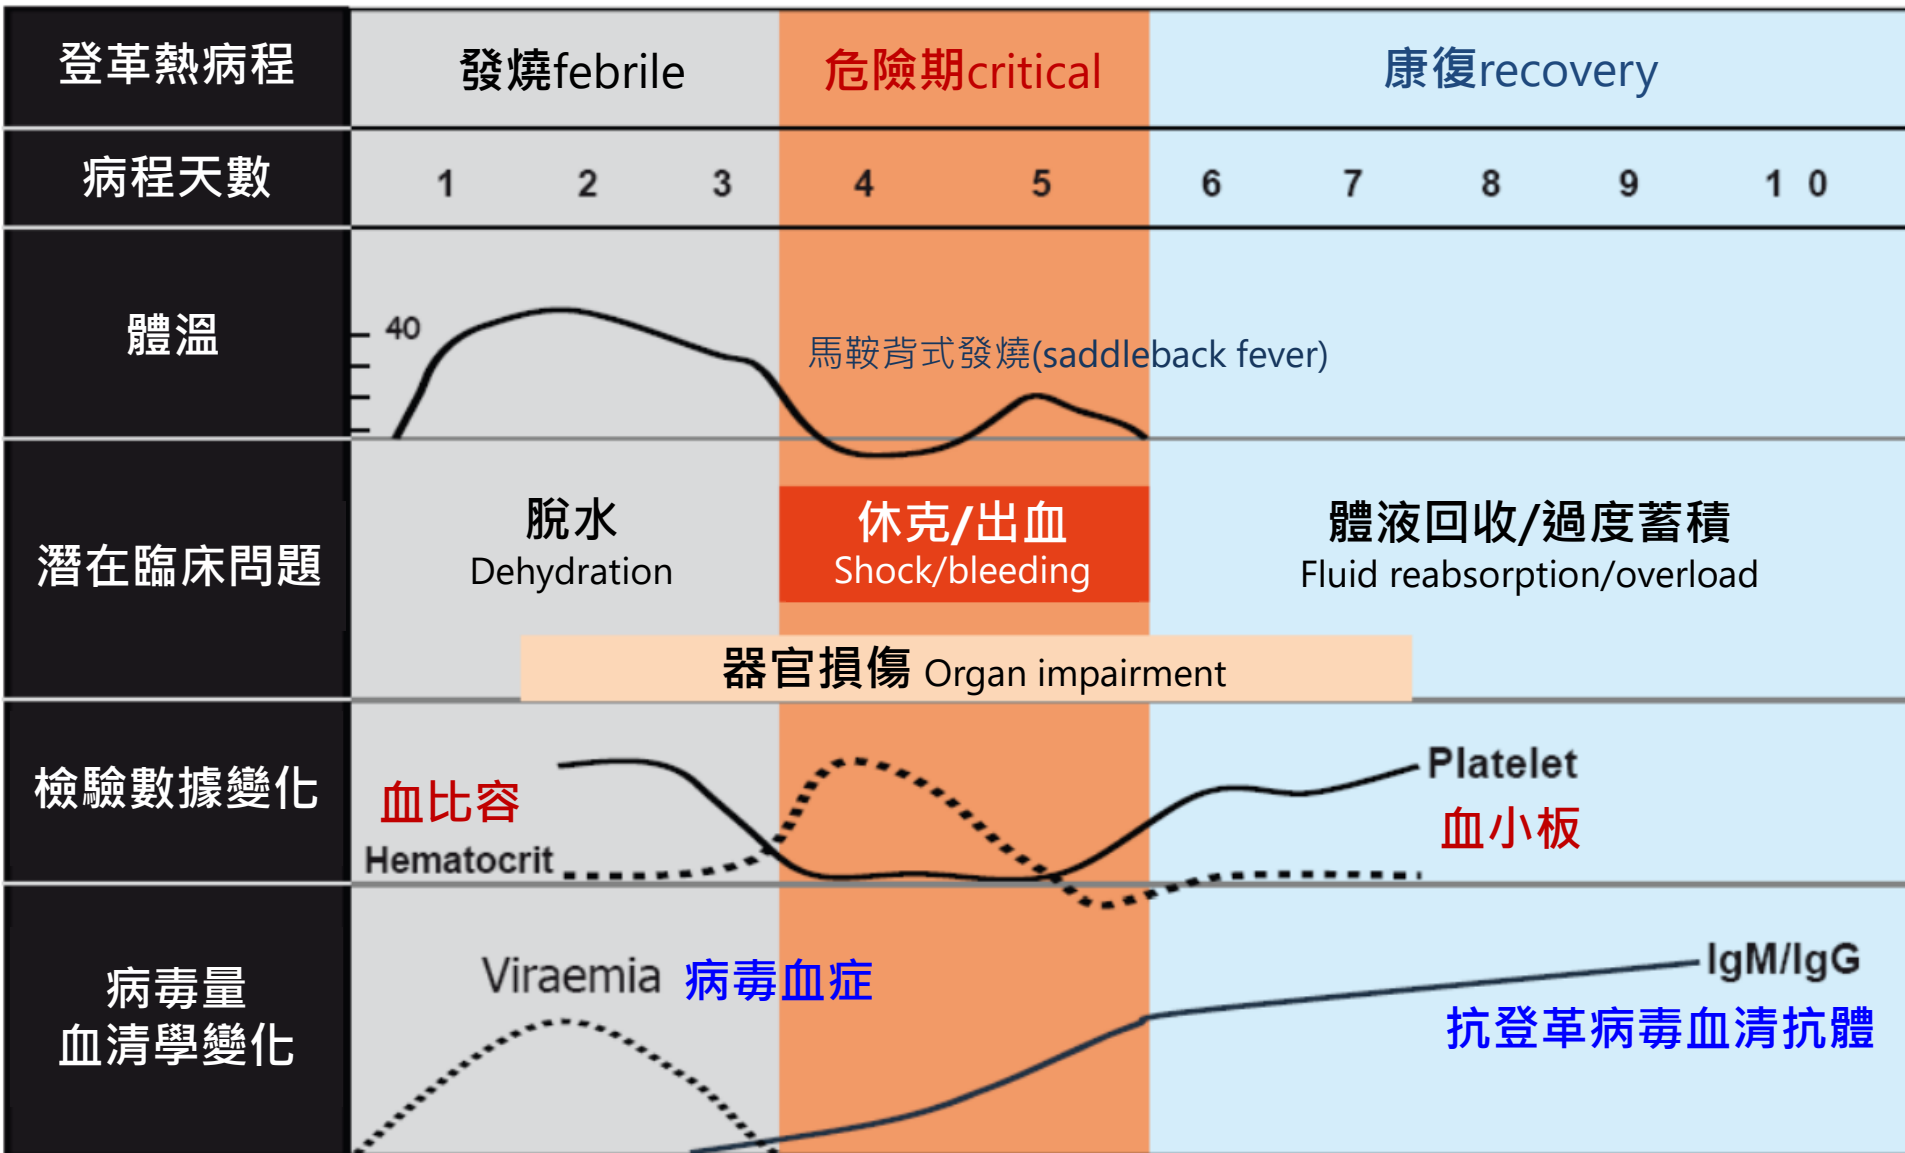 登革熱病程
發燒febrile
危險期critical
康復recovery
病程天數
1 2 3 4 5 6 7 8 9 1 0
體溫
40
馬鞍背式發燒(saddleback fever)
潛在臨床問題
脫水
Dehydration
休克/出血
Shock/bleeding
體液回收/過度蓄積
Fluid reabsorption/overload
器官損傷 Organ impairment
檢驗數據變化
血比容
Hematocrit
Platelet
血小板
病毒量
血清學變化
Viraemia 病毒血症
IgM/IgG
抗登革病毒血清抗體